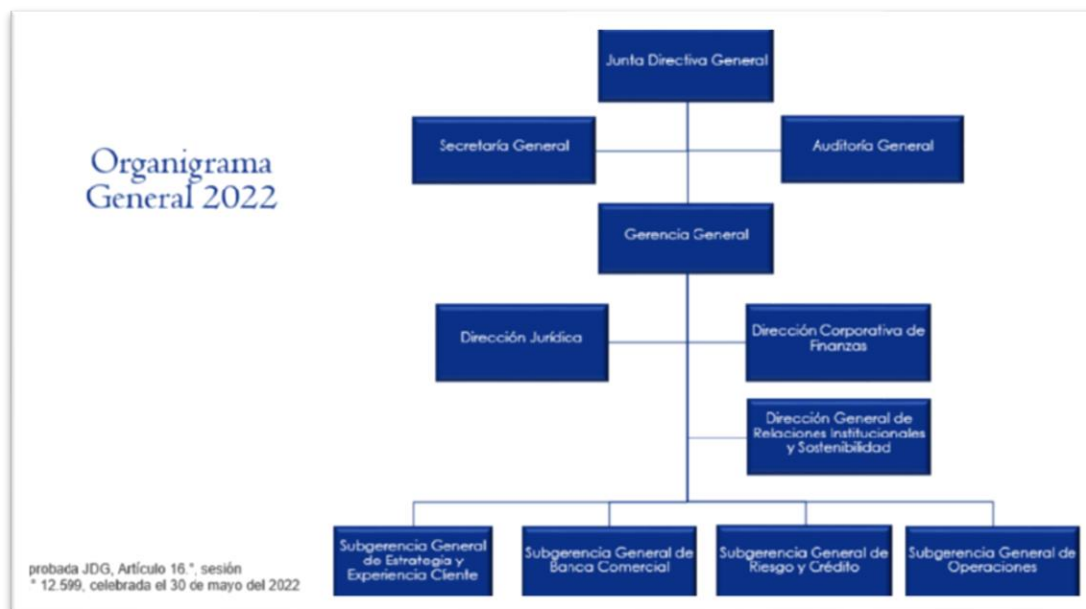 Organigrama
General 2022
Junta Directiva General
Secretaría General
Auditoría General
Gerencia General
Dirección Jurídica
Dirección Corporativa de
Finanzas
Dirección General de
Relaciones Institucionales
y Sostenibilidad
Subgerencia General
de Estrategia y
Experiencia Cliente
Subgerencia General de
Banca Comercial
Subgerencia General de
Riesgo y Crédito
Subgerencia General de
Operaciones
probada JDG, Artículo 16.°, sesión
° 12.599, celebrada el 30 de mayo del 2022